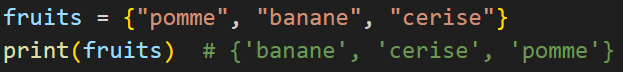 fruits = {"pomme", "banane", "cerise"}
print(fruits)  # {'banane', 'cerise', 'pomme'}